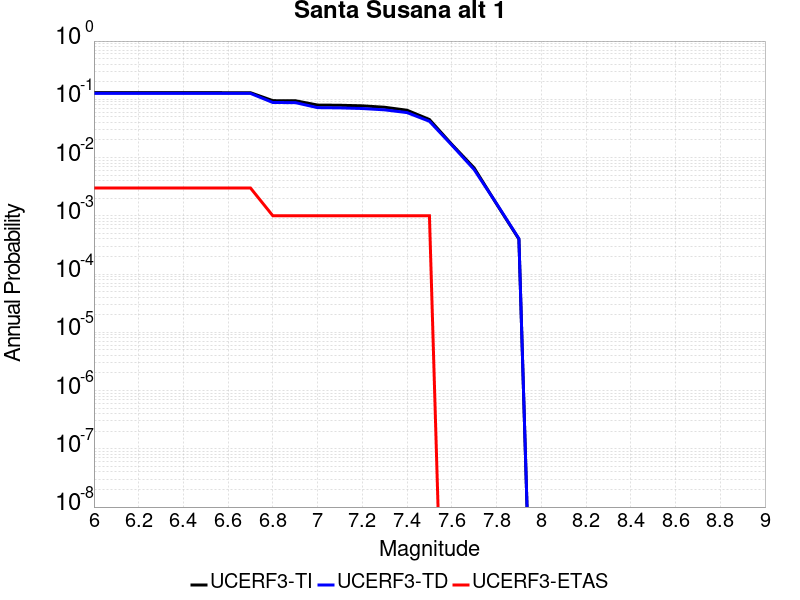 Santa Susana alt 1
10^0
10^-1
10^-2
10^-3
10^-4
10^-5
10^-6
10^-7
10^-8
Annual Probability
6 6.2 6.4 6.6 6.8 7 7.2 7.4 7.6 7.8 8 8.2 8.4 8.6 8.8 9
Magnitude
UCERF3-TI UCERF3-TD UCERF3-ETAS